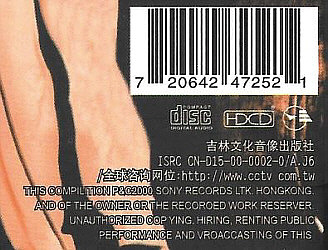 7 20642 47252 1
COMPACT
disc
DIGITAL AUDIO
HDCD
吉林文化音像出版社
ISRC CN-D15-00-0002-0/A.J6
/全球咨询网位:http://www.cctv com.tw
THIS COMPILTION P&C2000 SONY RECORDS LTK. HONGKONG.
AND OF THE OWNER OF THE RECOROED WORK RESERVER.
UNAUTHORIZED COPYING, HIRING, RENTING PUBLIC
PERFORMANCE AND VROACCASTING OF THIS